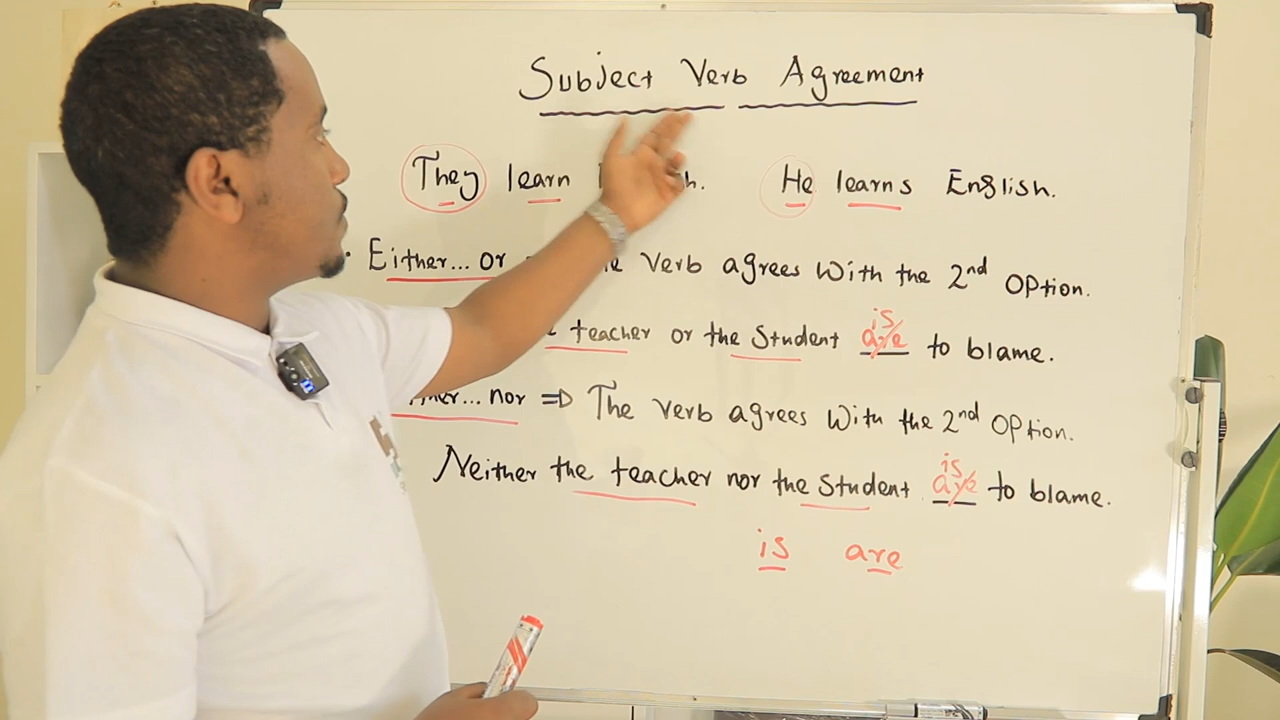 Subject Verb Agreement
They learn h. He learns English.
• Either... or Verb agrees with the 2nd Option.
teacher or the Student is are to blame.
... nor ⇒ The verb agrees with the 2nd Option.
Neither the teacher nor the Student is are to blame.
is are